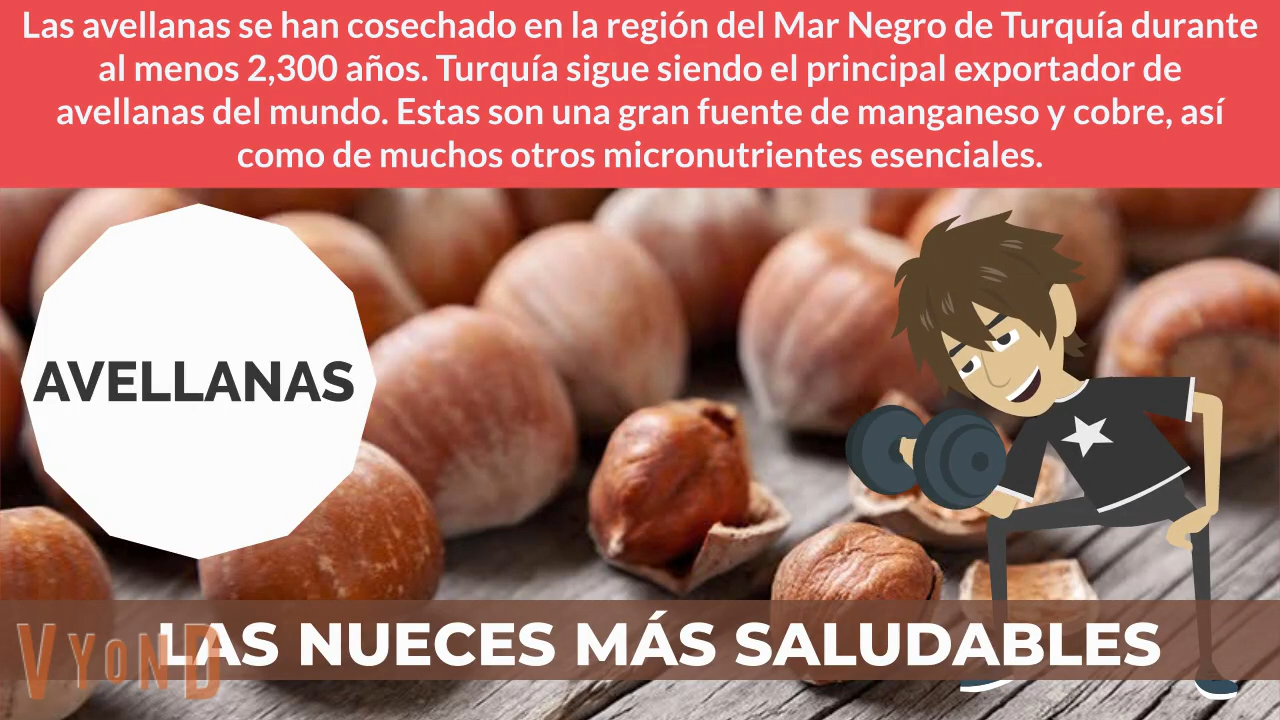 Las avellanas se han cosechado en la región del Mar Negro de Turquía durante
al menos 2,300 años. Turquía sigue siendo el principal exportador de
avellanas del mundo. Estas son una gran fuente de manganeso y cobre, así
como de muchos otros micronutrientes esenciales.
AVELLANAS
LAS NUECES MÁS SALUDABLES
VYOND